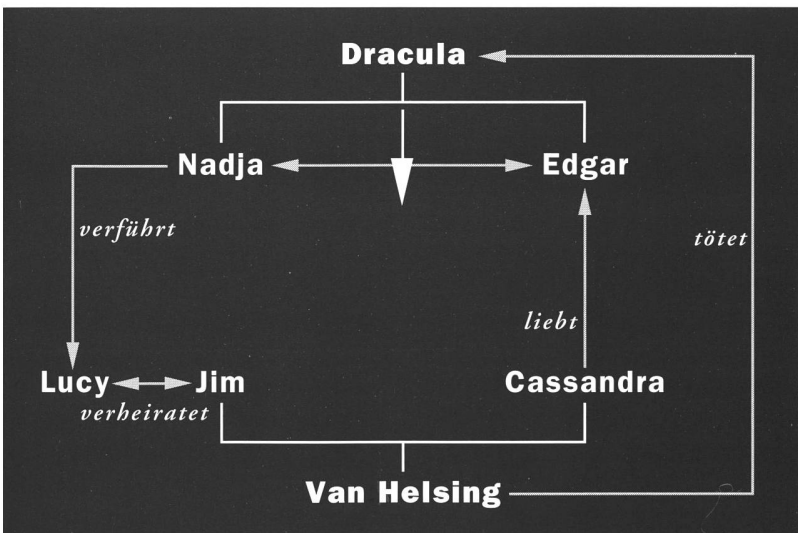 Dracula
Nadja
Edgar
verführt
tötet
liebt
Lucy
Jim
Cassandra
verheiratet
Van Helsing